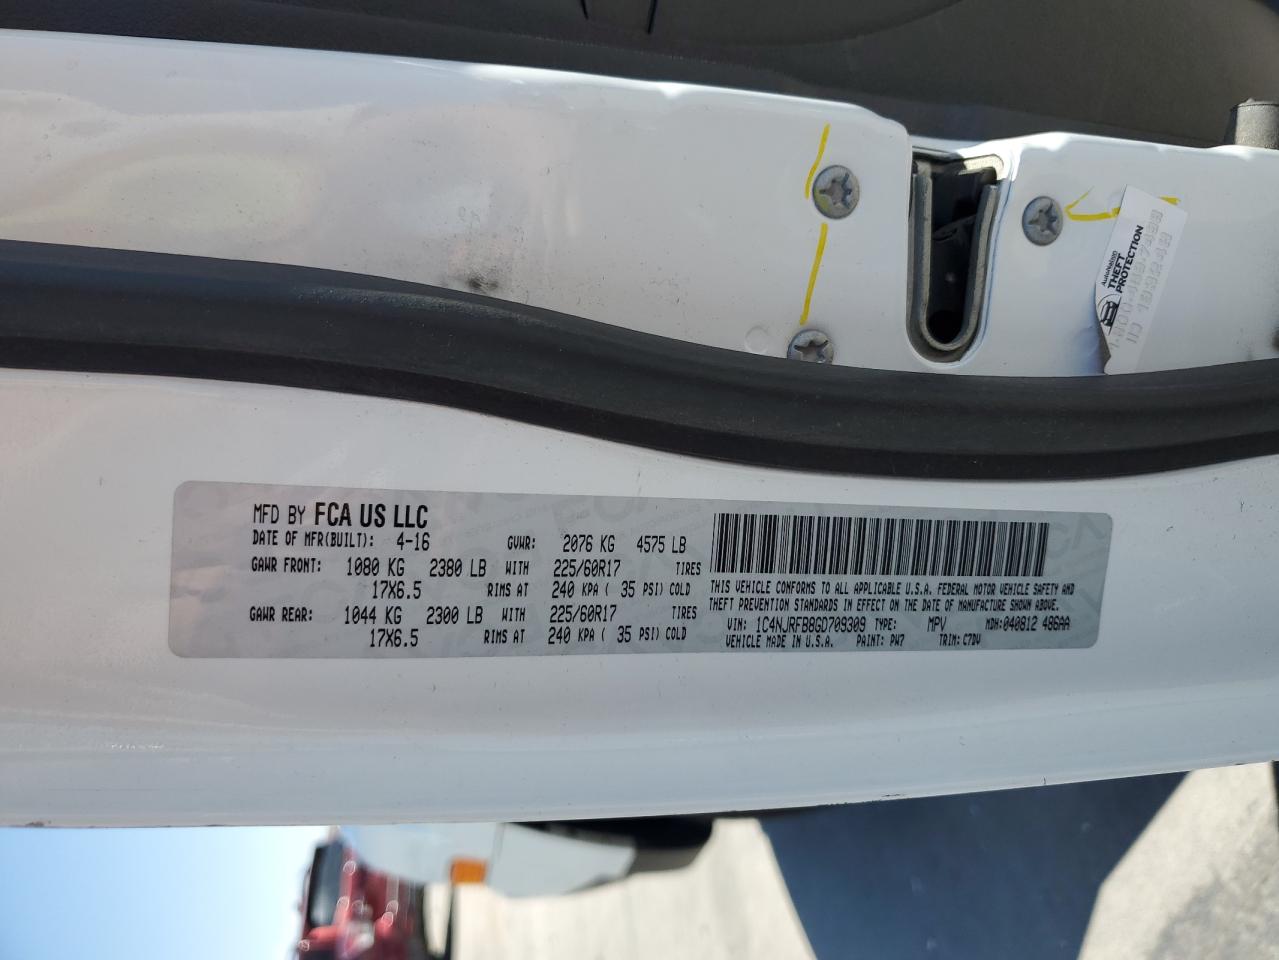 AutoNation
THEFT
PROTECTION
MFD BY FCA US LLC
DATE OF MFR(BUILT): 4-16 GVWR: 2076 KG 4575 LB
GAWR FRONT: 1080 KG 2380 LB WITH 225/60R17 TIRES
17X6.5 RIMS AT 240 KPA ( 35 PSI) COLD
GAWR REAR: 1044 KG 2300 LB WITH 225/60R17 TIRES
17X6.5 RIMS AT 240 KPA ( 35 PSI) COLD
THIS VEHICLE CONFORMS TO ALL APPLICABLE U.S.A. FEDERAL MOTOR VEHICLE SAFETY AND
THEFT PREVENTION STANDARDS IN EFFECT ON THE DATE OF MANUFACTURE SHOWN ABOVE.
VIN: 1C4NJRFB8GD709309 TYPE: MPV MDH:040812 486AA
VEHICLE MADE IN U.S.A. PAINT: PW7 TRIM: C7DV